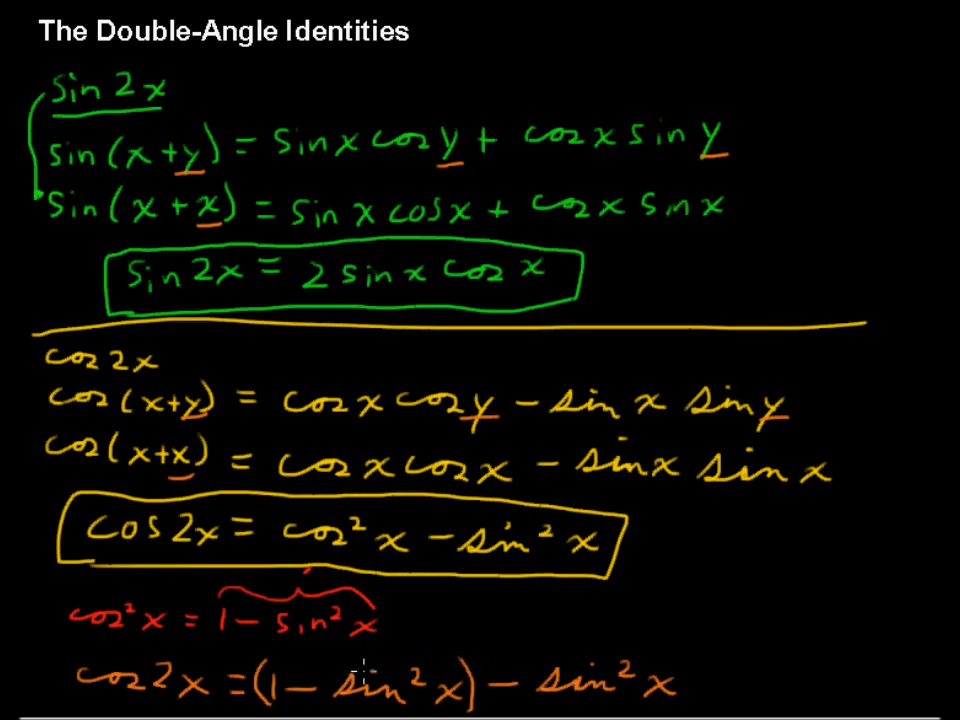 The Double-Angle Identities
sin 2x
sin (x + y) = sin x cos y + cos x sin y
sin (x + x) = sin x cos x + cos x sin x
sin 2x = 2 sin x cos x
cos 2x
cos (x+y) = cos x cos y - sin x sin y
cos (x+x) = cos x cos x - sin x sin x
cos 2x = cos² x - sin² x
cos² x = 1 - sin² x
cos 2x = (1 - sin² x) - sin² x